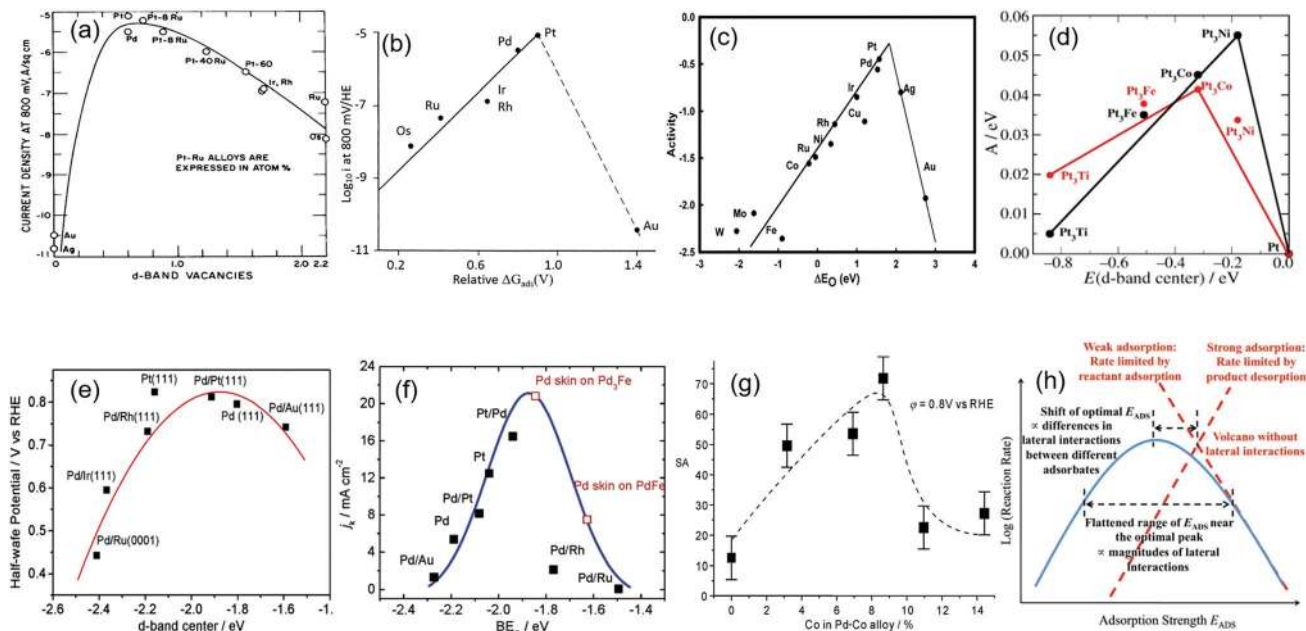 (a)
CURRENT DENSITY AT 800 mV, A/sq cm
-5
-6
-7
-8
-9
-10
-11
Pt
Pt-8 Ru
Pd
Pt-8 Ru
Pt-40 Ru
Pt-60
Ir, Rh
Ru
Os
Pt-Ru ALLOYS ARE
EXPRESSED IN ATOM %
Au
Ag
0
1.0
2.0 2.2
d-BAND VACANCIES
(b)
Log10 i at 800 mV/HE
-5
-7
-9
-11
Pt
Pd
Ir
Rh
Ru
Os
Au
0.2 0.6 1.0 1.4
Relative ΔGadi(V)
(c)
Activity
0.0
-0.5
-1.0
-1.5
-2.0
-2.5
Pt
Pd
Ir
Ag
Cu
Rh
Ni
Ru
Co
Au
Mo
W
Fe
-3 -2 -1 0 1 2 3 4
ΔEO (eV)
(d)
A / eV
0.06
0.05
0.04
0.03
0.02
0.01
0.00
Pt3Ni
Pt3Co
Pt3Co
Pt3Fe
Pt3Fe
Pt3Ni
Pt3Ti
Pt3Ti
Pt
-0.8 -0.6 -0.4 -0.2 0.0
E(d-band center) / eV
(e)
Half-wafe Potential / V vs RHE
0.8
0.7
0.6
0.5
0.4
Pt(111)
Pd/Pt(111)
Pd/Rh(111)
Pd (111)
Pd/Au(111)
Pd/Ir(111)
Pd/Ru(0001)
-2.6 -2.4 -2.2 -2.0 -1.8 -1.6 -1.4
d-band center / eV
(f)
jk / mA cm-2
24
20
16
12
8
4
0
Pd skin on Pd3Fe
Pt/Pd
Pt
Pd skin on PdFe
Pd/Pt
Pd
Pd/Rh
Pd/Au
Pd/Ru
-2.4 -2.2 -2.0 -1.8 -1.6 -1.4
/ eV
(g)
SA
70
60
50
40
30
20
10
0
φ = 0.8V vs RHE
0 2 4 6 8 10 12 14
Co in Pd-Co alloy / %
(h)
Weak adsorption:
Rate limited by
reactant adsorption
Strong adsorption:
Rate limited by
product desorption
Log (Reaction Rate)
Shift of optimal EADS
∝ differences in
lateral interactions
between different
adsorbates
Volcano without
lateral interactions
Flattened range of EADS near
the optimal peak
∝ magnitudes of lateral
interactions
Adsorption Strength EADS